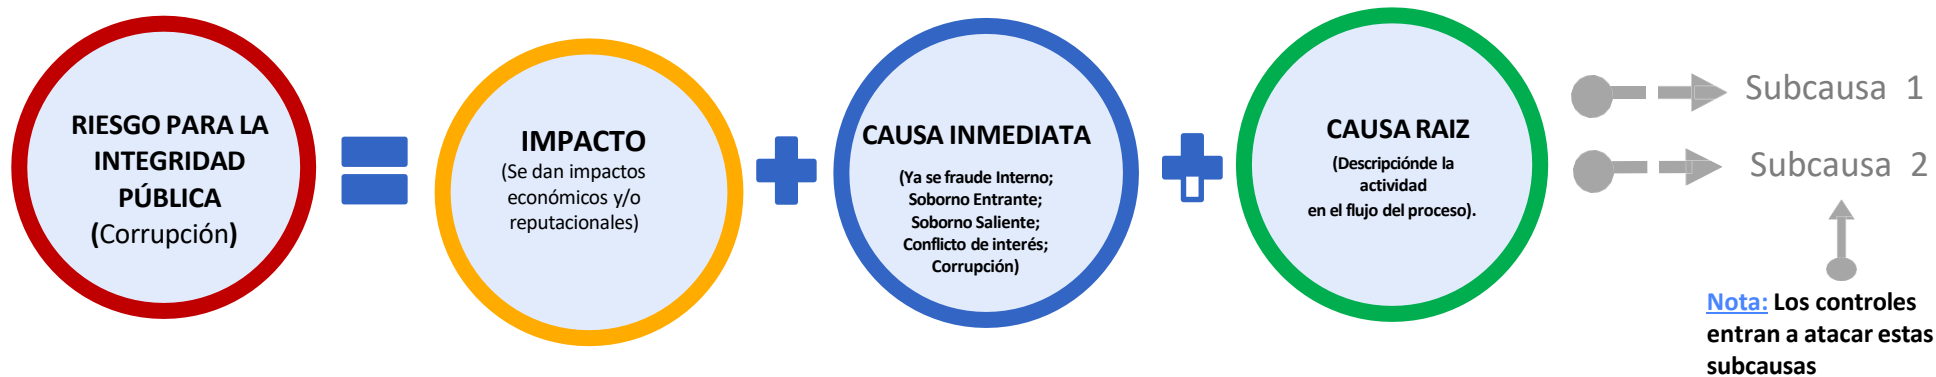 RIESGO PARA LA
INTEGRIDAD
PÚBLICA
(Corrupción)
IMPACTO
(Se dan impactos
económicos y/o
reputacionales)
CAUSA INMEDIATA
(Ya se fraude Interno;
Soborno Entrante;
Soborno Saliente;
Conflicto de interés;
Corrupción)
CAUSA RAIZ
(Descripciónde la
actividad
en el flujo del proceso).
Subcausa 1
Subcausa 2
Nota: Los controles
entran a atacar estas
subcausas